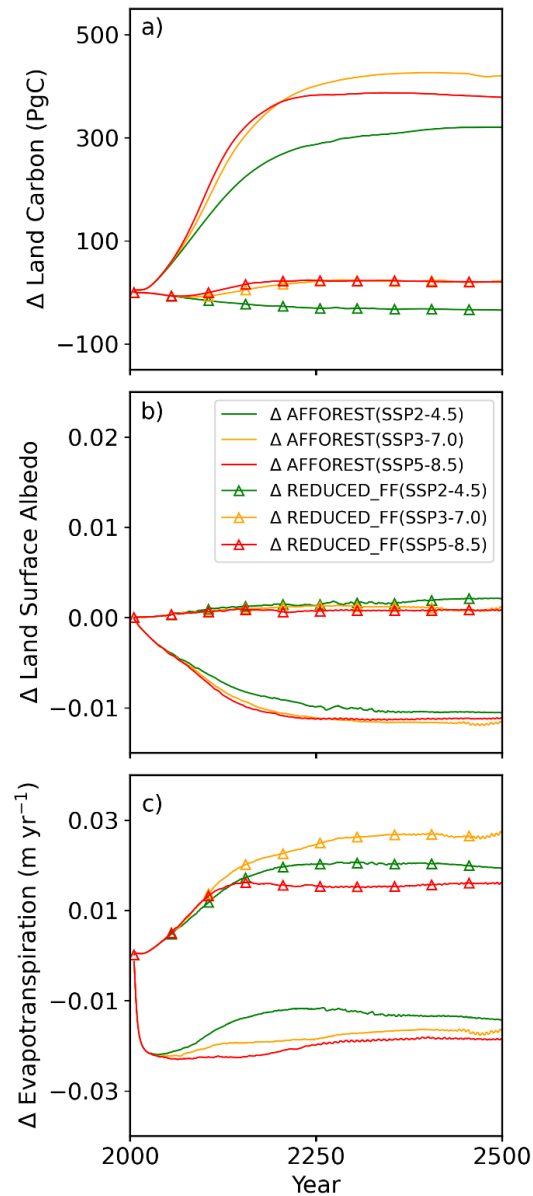 a)
500
300
100
−100
Δ Land Carbon (PgC)
b)
0.02
0.01
0.00
−0.01
Δ Land Surface Albedo
Δ AFFOREST(SSP2-4.5)
Δ AFFOREST(SSP3-7.0)
Δ AFFOREST(SSP5-8.5)
Δ REDUCED_FF(SSP2-4.5)
Δ REDUCED_FF(SSP3-7.0)
Δ REDUCED_FF(SSP5-8.5)
c)
0.03
0.01
−0.01
−0.03
Δ Evapotranspiration (m yr⁻¹)
2000
2250
2500
Year